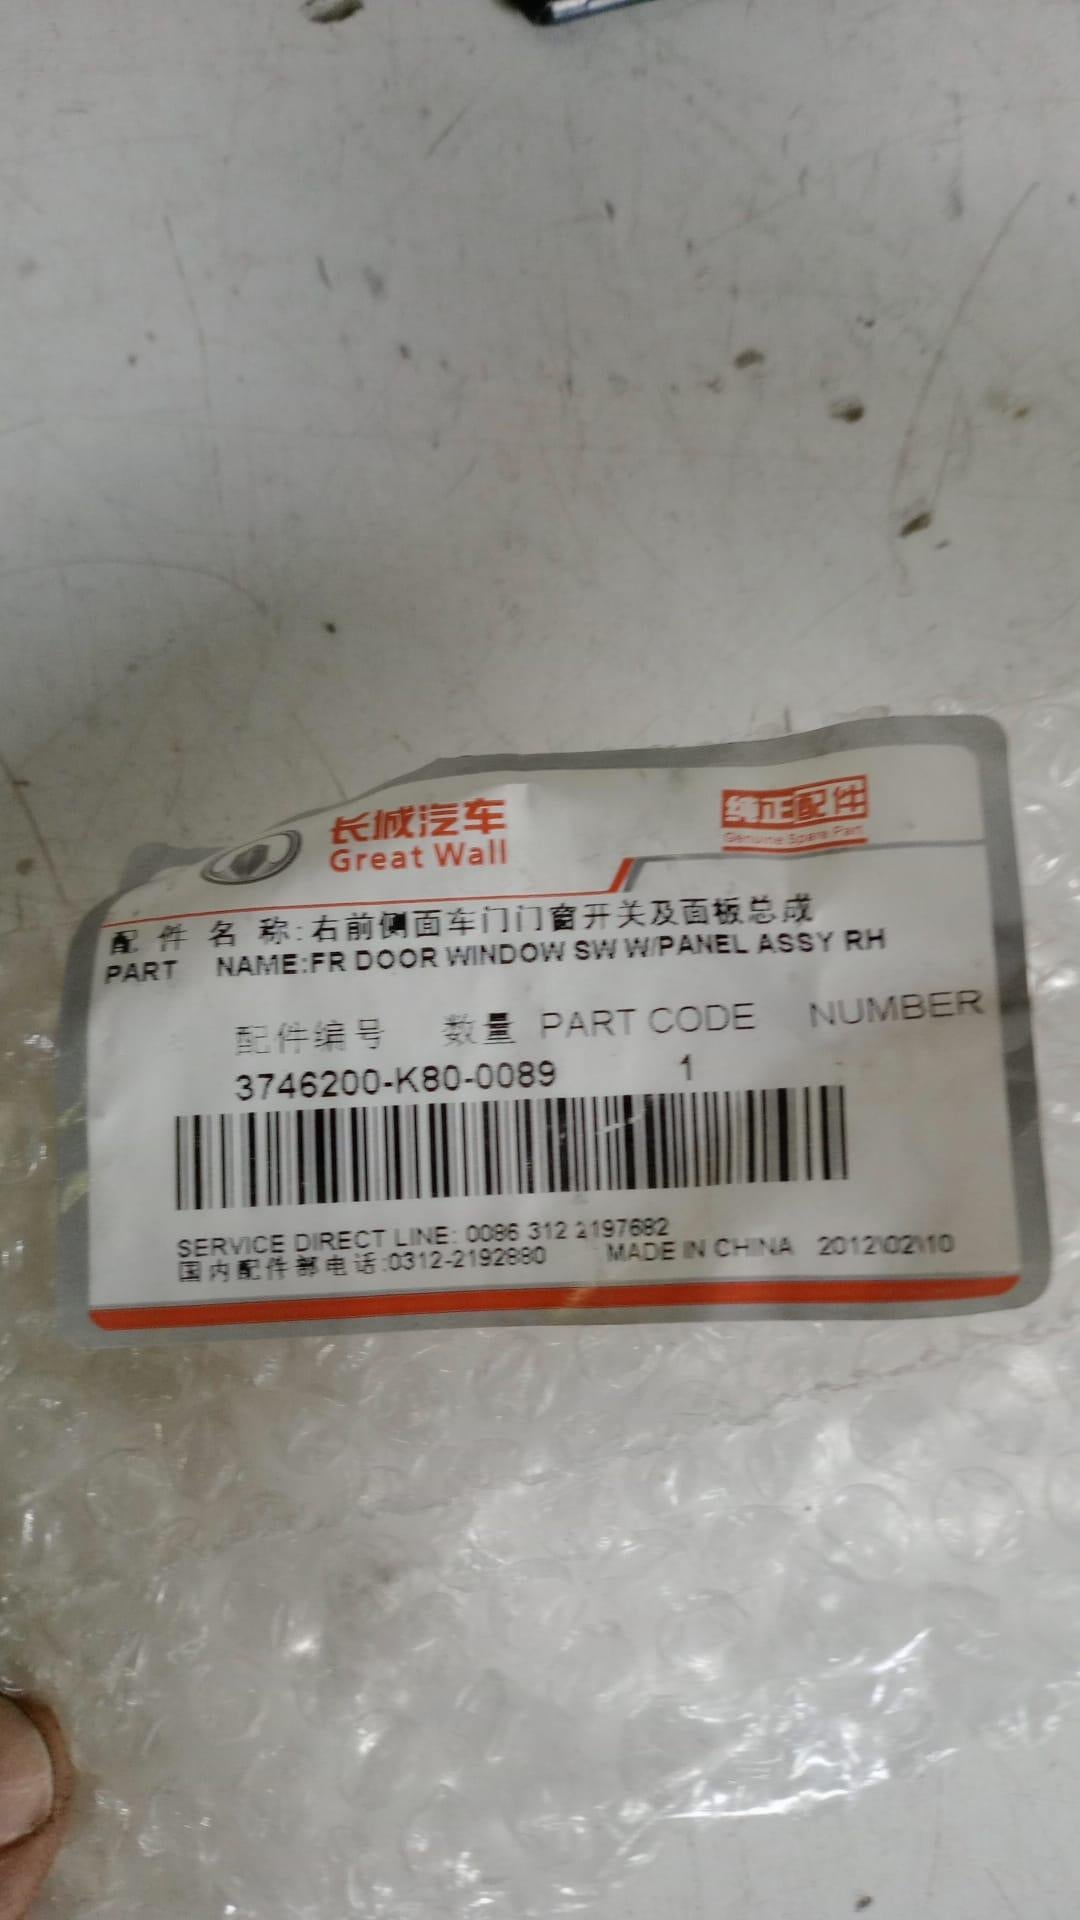 长城汽车
Great Wall
纯正配件
Genuine Spare Part
配 件 名 称:右前侧面车门门窗开关及面板总成
PART NAME:FR DOOR WINDOW SW W/PANEL ASSY RH
配件编号 数量 PART CODE NUMBER
3746200-K80-0089 1
SERVICE DIRECT LINE: 0086 312 2197682
国内配件部电话:0312-2192880 MADE IN CHINA 2012\02\10